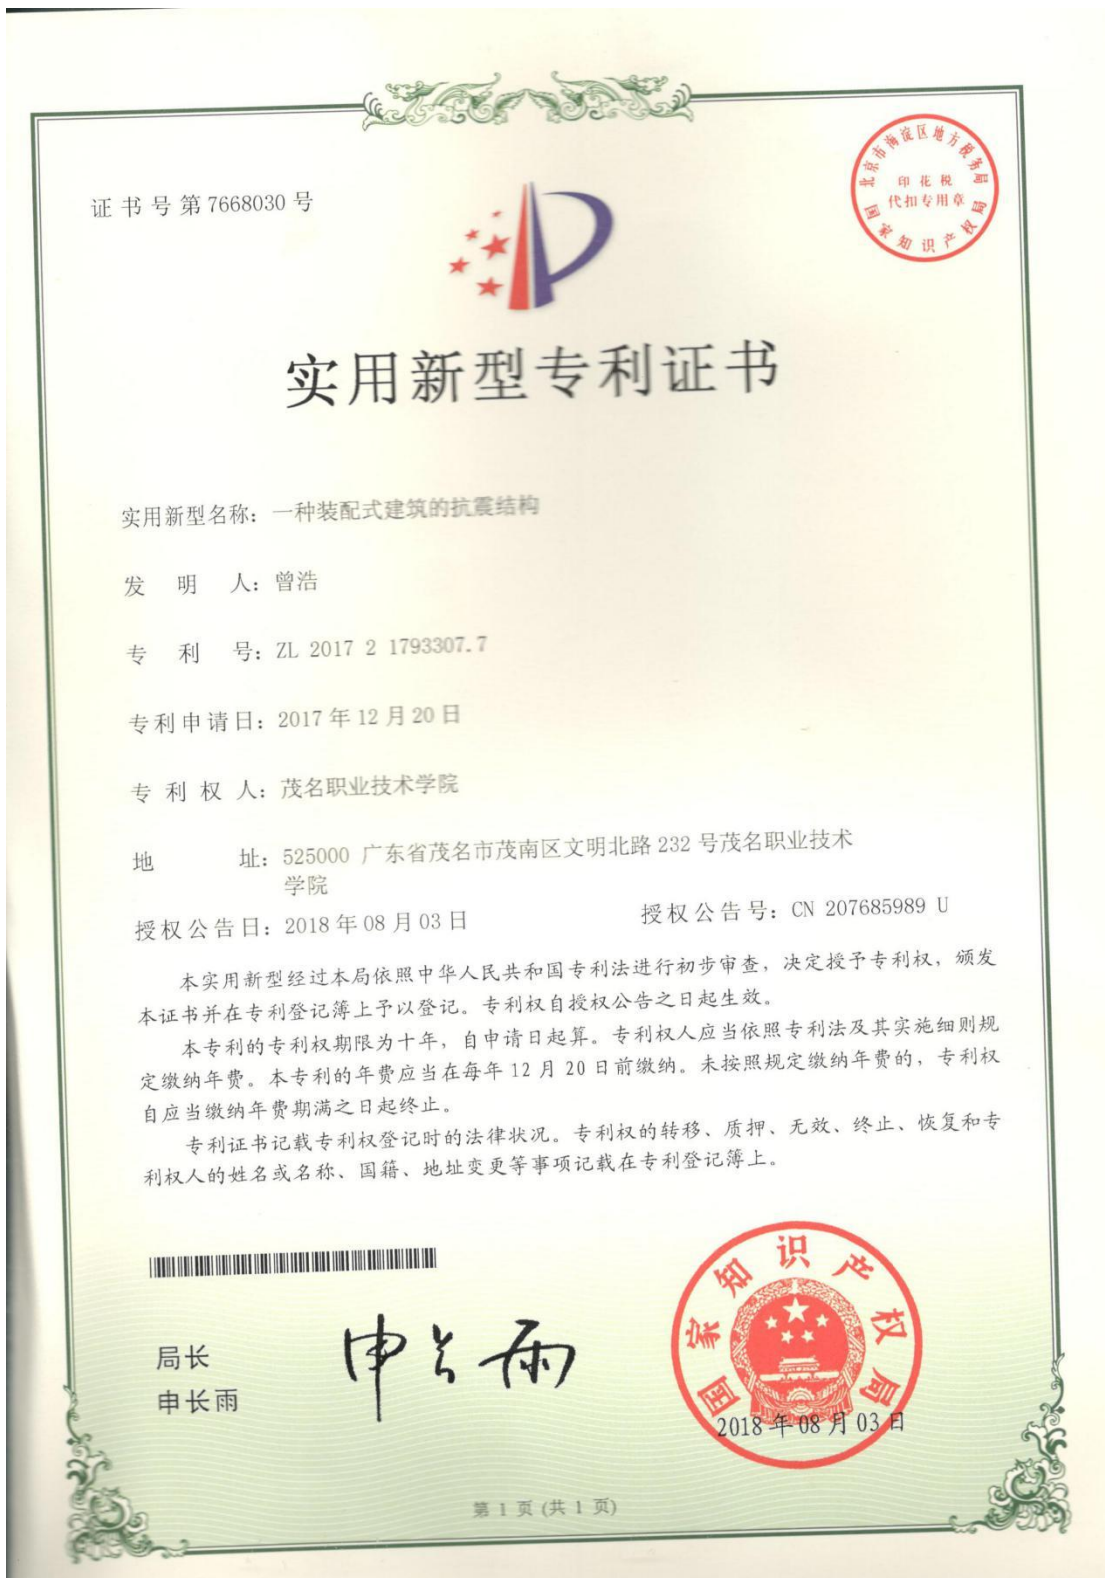 证书号第7668030号
北京市海淀区地方税务局
印花税
代扣专用章
国家知识产权局
实用新型专利证书
实用新型名称：一种装配式建筑的抗震结构
发明人：曾浩
专利号：ZL 2017 2 1793307.7
专利申请日：2017年12月20日
专利权人：茂名职业技术学院
地址：525000 广东省茂名市茂南区文明北路232号茂名职业技术
学院
授权公告日：2018年08月03日 授权公告号：CN 207685989 U
本实用新型经过本局依照中华人民共和国专利法进行初步审查，决定授予专利权，颁发
本证书并在专利登记簿上予以登记。专利权自授权公告之日起生效。
本专利的专利权期限为十年，自申请日起算。专利权人应当依照专利法及其实施细则规
定缴纳年费。本专利的年费应当在每年12月20日前缴纳。未按照规定缴纳年费的，专利权
自应当缴纳年费期满之日起终止。
专利证书记载专利权登记时的法律状况。专利权的转移、质押、无效、终止、恢复和专
利权人的姓名或名称、国籍、地址变更等事项记载在专利登记簿上。
局长
申长雨
申长雨
国家知识产权局
2018年08月03日
第1页(共1页)